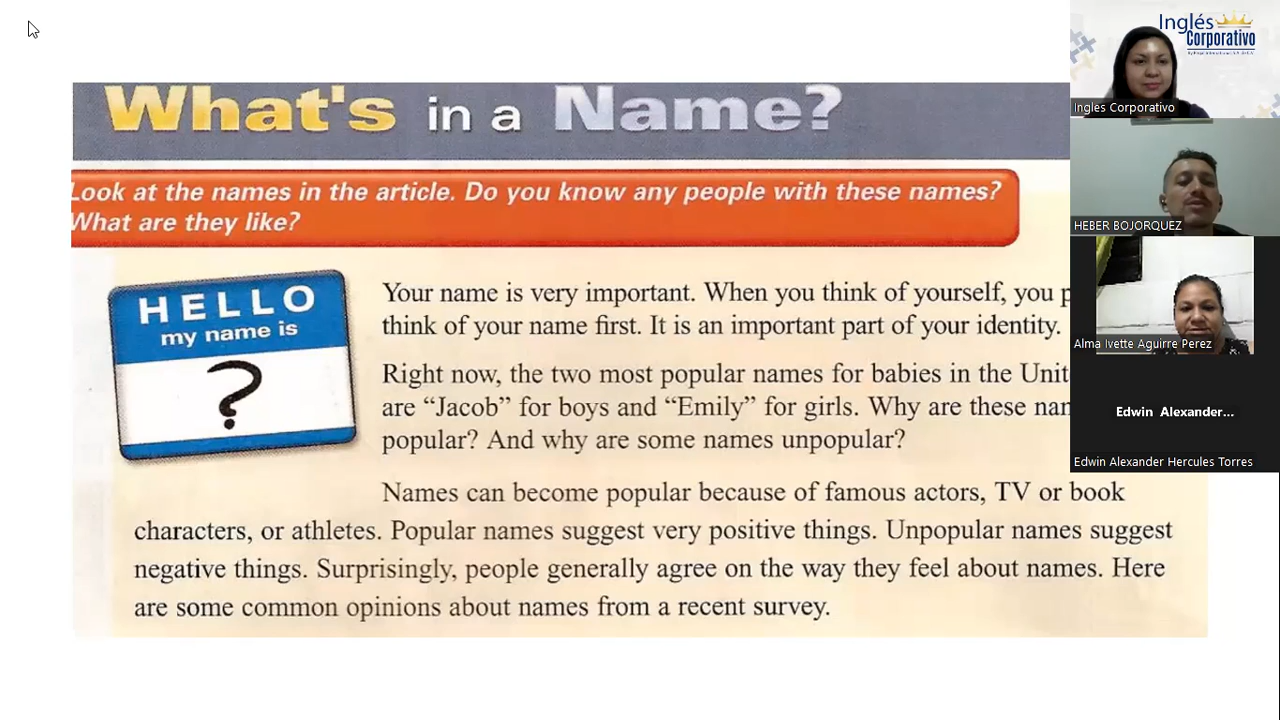 What's in a Name?
Look at the names in the article. Do you know any people with these names?
What are they like?
HELLO
my name is
?
Your name is very important. When you think of yourself, you p
think of your name first. It is an important part of your identity.
Right now, the two most popular names for babies in the Unit
are “Jacob” for boys and “Emily” for girls. Why are these nar
popular? And why are some names unpopular?
Names can become popular because of famous actors, TV or book
characters, or athletes. Popular names suggest very positive things. Unpopular names suggest
negative things. Surprisingly, people generally agree on the way they feel about names. Here
are some common opinions about names from a recent survey.
Inglés
Corporativo
Ingles Corporativo
HEBER BOJORQUEZ
Alma Ivette Aguirre Perez
Edwin Alexander...
Edwin Alexander Hercules Torres